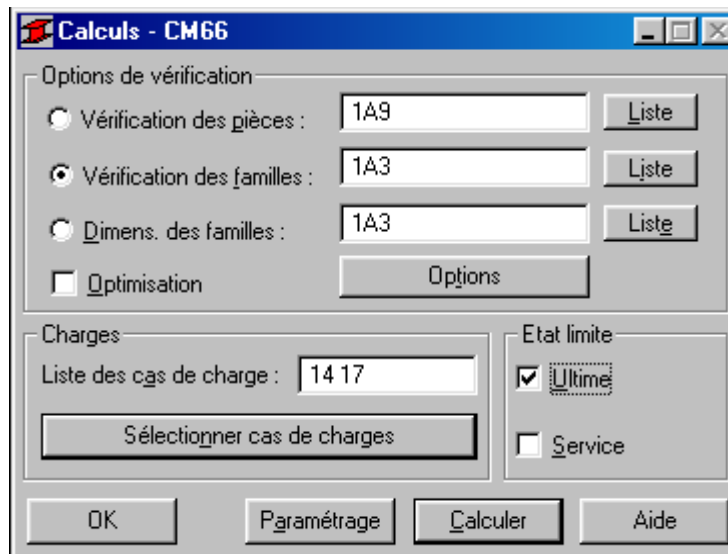 Calculs - CM66
Options de vérification
Vérification des pièces : 1A9 Liste
Vérification des familles : 1A3 Liste
Dimens. des familles : 1A3 Liste
Optimisation Options
Charges Etat limite
Liste des cas de charge : 14 17 Ultime
Sélectionner cas de charges Service
OK Paramétrage Calculer Aide